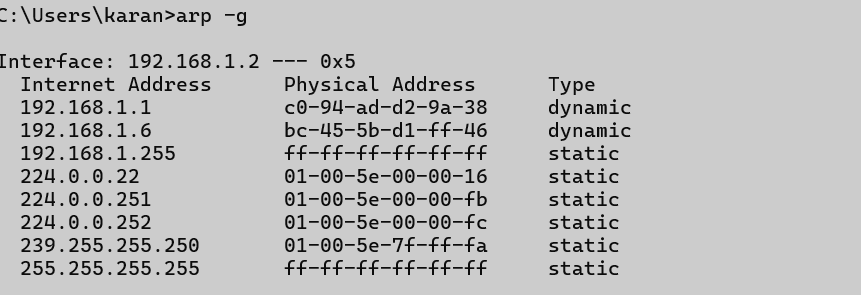 C:\Users\karan>arp -g
Interface: 192.168.1.2 --- 0x5
Internet Address Physical Address Type
192.168.1.1 c0-94-ad-d2-9a-38 dynamic
192.168.1.6 bc-45-5b-d1-ff-46 dynamic
192.168.1.255 ff-ff-ff-ff-ff-ff static
224.0.0.22 01-00-5e-00-00-16 static
224.0.0.251 01-00-5e-00-00-fb static
224.0.0.252 01-00-5e-00-00-fc static
239.255.255.250 01-00-5e-7f-ff-fa static
255.255.255.255 ff-ff-ff-ff-ff-ff static